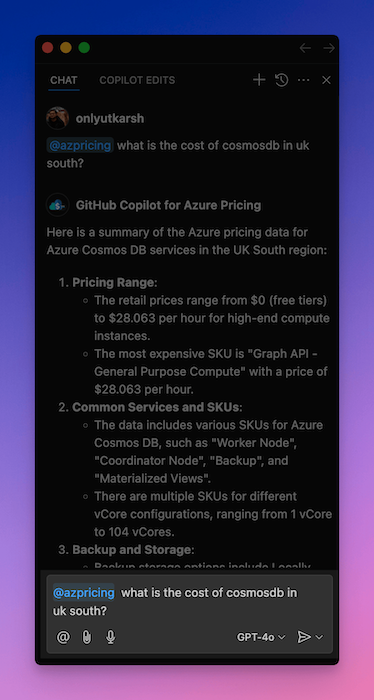 CHAT COPILOT EDITS
onlyutkarsh
@azpricing what is the cost of cosmosdb in uk
south?
GitHub Copilot for Azure Pricing
Here is a summary of the Azure pricing data for
Azure Cosmos DB services in the UK South region:
1. Pricing Range:
◦ The retail prices range from $0 (free tiers)
to $28.063 per hour for high-end compute
instances.
◦ The most expensive SKU is "Graph API -
General Purpose Compute" with a price of
$28.063 per hour.
2. Common Services and SKUs:
◦ The data includes various SKUs for Azure
Cosmos DB, such as "Worker Node",
"Coordinator Node", "Backup", and
"Materialized Views".
◦ There are multiple SKUs for different
vCore configurations, ranging from 1 vCore
to 104 vCores.
3. Backup and Storage:
◦ Backup storage options include Locally
@azpricing what is the cost of cosmosdb in
uk south?
GPT-4o